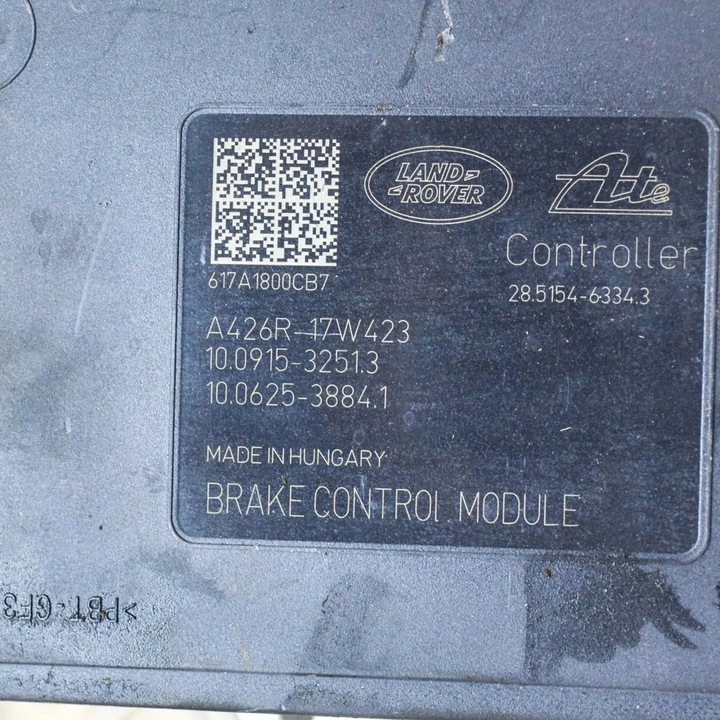 LAND ROVER
Ate
Controller
28.5154-6334.3
617A1800CB7
A426R-17W423
10.0915-3251.3
10.0625-3884.1
MADE IN HUNGARY
BRAKE CONTROL MODULE
>PBT-GF3